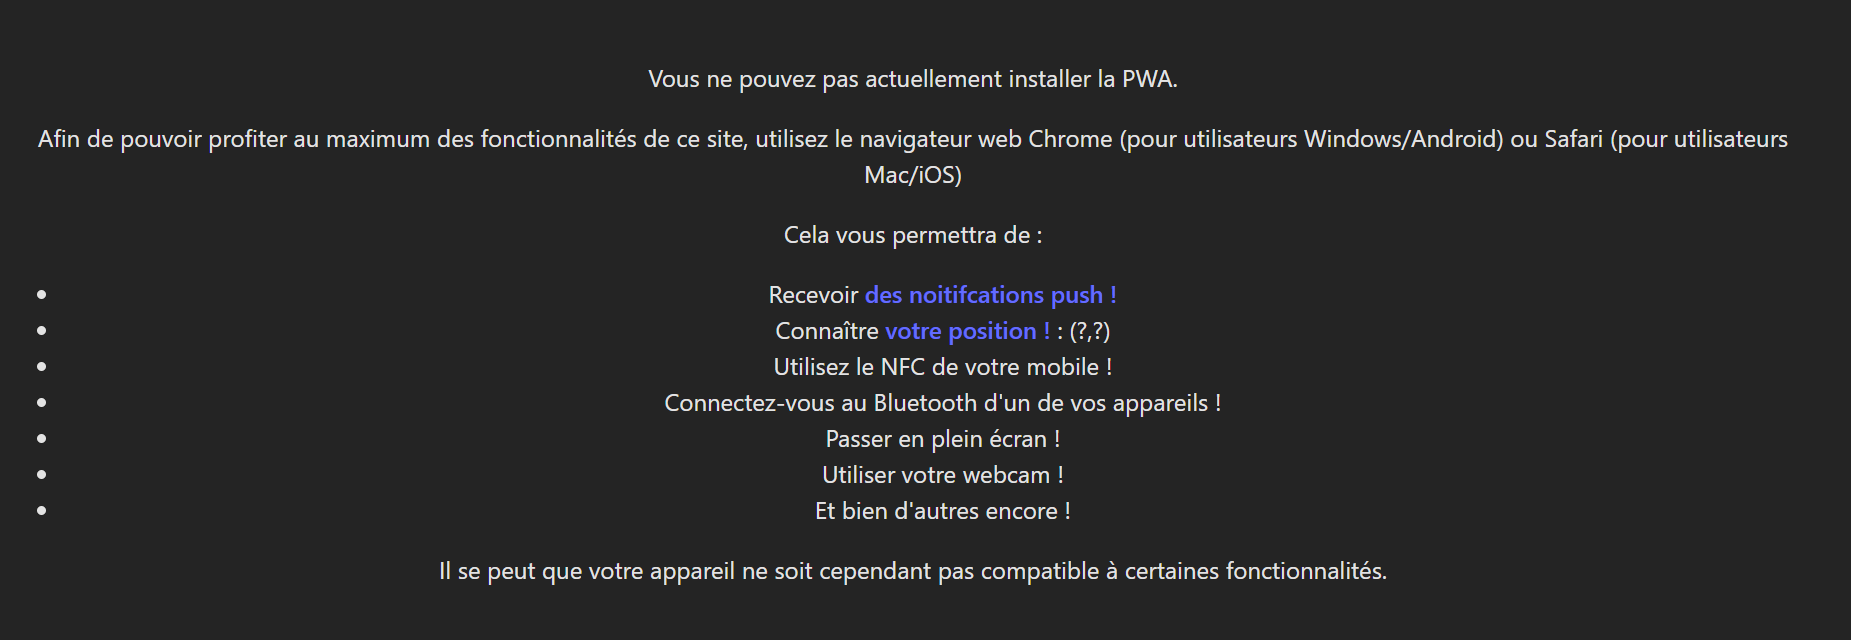 Vous ne pouvez pas actuellement installer la PWA.
Afin de pouvoir profiter au maximum des fonctionnalités de ce site, utilisez le navigateur web Chrome (pour utilisateurs Windows/Android) ou Safari (pour utilisateurs
Mac/iOS)
Cela vous permettra de :
Recevoir des noitifcations push !
Connaître votre position ! : (?,?)
Utilisez le NFC de votre mobile !
Connectez-vous au Bluetooth d'un de vos appareils !
Passer en plein écran !
Utiliser votre webcam !
Et bien d'autres encore !
Il se peut que votre appareil ne soit cependant pas compatible à certaines fonctionnalités.